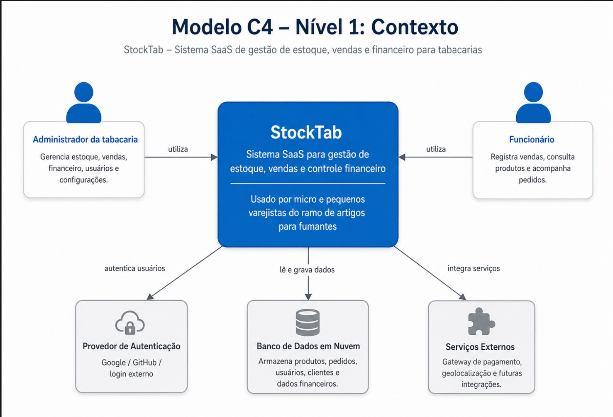 Modelo C4 – Nível 1: Contexto
StockTab – Sistema SaaS de gestão de estoque, vendas e financeiro para tabacarias
Administrador da tabacaria
Gerencia estoque, vendas,
financeiro, usuários e
configurações.
utiliza
StockTab
Sistema SaaS para gestão de
estoque, vendas e controle financeiro
Usado por micro e pequenos
varejistas do ramo de artigos
para fumantes
utiliza
Funcionário
Registra vendas, consulta
produtos e acompanha
pedidos.
autentica usuários
lê e grava dados
integra serviços
Provedor de Autenticação
Google / GitHub /
login externo
Banco de Dados em Nuvem
Armazena produtos, pedidos,
usuários, clientes e
dados financeiros.
Serviços Externos
Gateway de pagamento,
geolocalização e futuras
integrações.